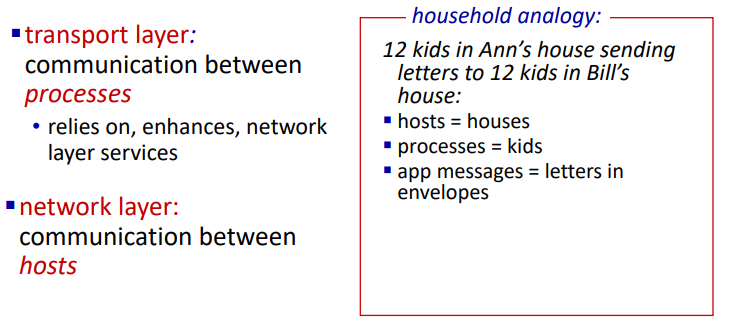 ▪ transport layer:
communication between
processes
• relies on, enhances, network
layer services
▪ network layer:
communication between
hosts
household analogy:
12 kids in Ann’s house sending
letters to 12 kids in Bill’s
house:
▪ hosts = houses
▪ processes = kids
▪ app messages = letters in
envelopes